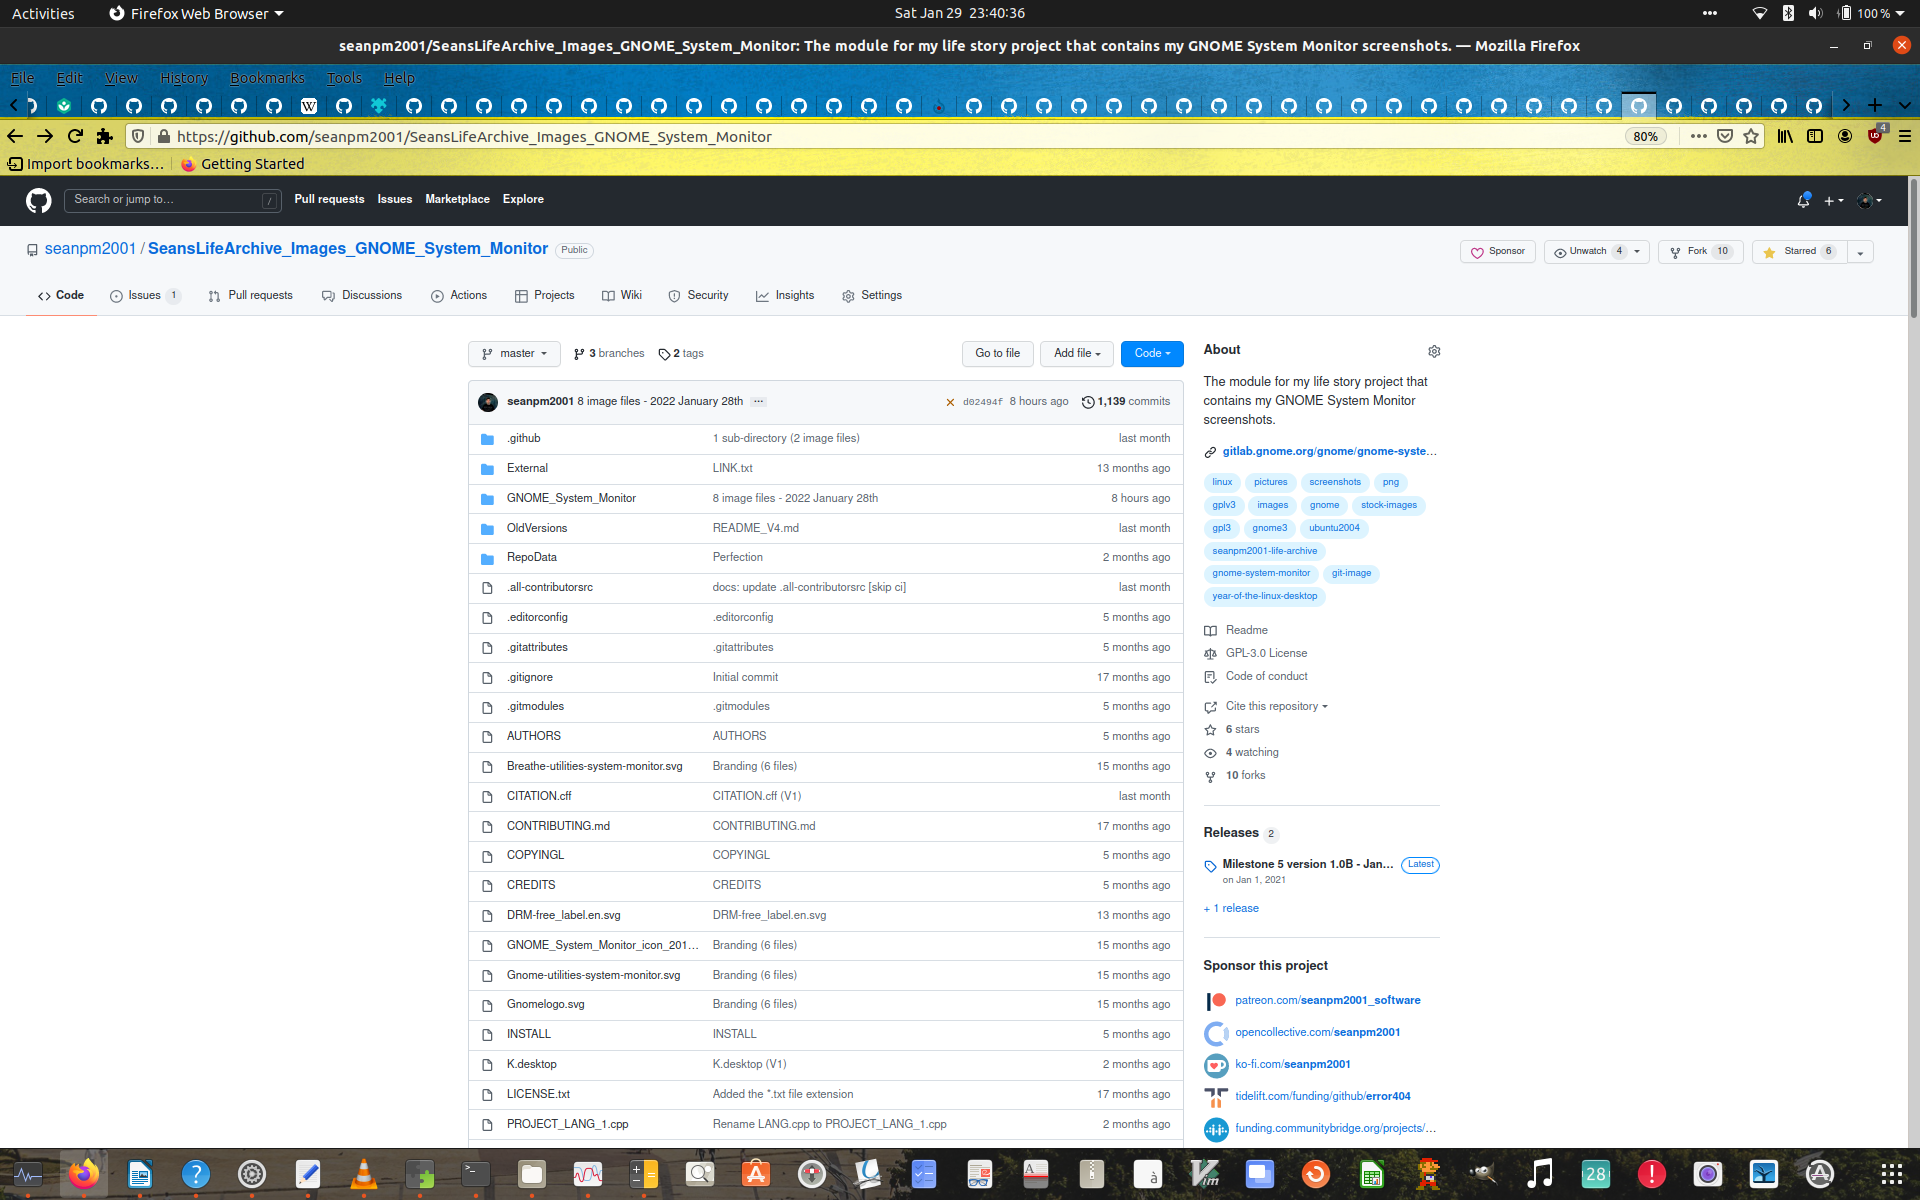 Activities Firefox Web Browser Sat Jan 29 23:40:36 100 %
seanpm2001/SeansLifeArchive_Images_GNOME_System_Monitor: The module for my life story project that contains my GNOME System Monitor screenshots. — Mozilla Firefox
File Edit View History Bookmarks Tools Help
https://github.com/seanpm2001/SeansLifeArchive_Images_GNOME_System_Monitor 80% 4
Import bookmarks… Getting Started
Search or jump to… / Pull requests Issues Marketplace Explore
seanpm2001 / SeansLifeArchive_Images_GNOME_System_Monitor Public Sponsor Unwatch 4 Fork 10 Starred 6
Code Issues 1 Pull requests Discussions Actions Projects Wiki Security Insights Settings
master 3 branches 2 tags Go to file Add file Code
seanpm2001 8 image files - 2022 January 28th ... d02494f 8 hours ago 1,139 commits
.github 1 sub-directory (2 image files) last month
External LINK.txt 13 months ago
GNOME_System_Monitor 8 image files - 2022 January 28th 8 hours ago
OldVersions README_V4.md last month
RepoData Perfection 2 months ago
.all-contributorsrc docs: update .all-contributorsrc [skip ci] last month
.editorconfig .editorconfig 5 months ago
.gitattributes .gitattributes 5 months ago
.gitignore Initial commit 17 months ago
.gitmodules .gitmodules 5 months ago
AUTHORS AUTHORS 5 months ago
Breathe-utilities-system-monitor.svg Branding (6 files) 15 months ago
CITATION.cff CITATION.cff (V1) last month
CONTRIBUTING.md CONTRIBUTING.md 17 months ago
COPYINGL COPYINGL 5 months ago
CREDITS CREDITS 5 months ago
DRM-free_label.en.svg DRM-free_label.en.svg 13 months ago
GNOME_System_Monitor_icon_201… Branding (6 files) 15 months ago
Gnome-utilities-system-monitor.svg Branding (6 files) 15 months ago
Gnomelogo.svg Branding (6 files) 15 months ago
INSTALL INSTALL 5 months ago
K.desktop K.desktop (V1) 2 months ago
LICENSE.txt Added the *.txt file extension 17 months ago
PROJECT_LANG_1.cpp Rename LANG.cpp to PROJECT_LANG_1.cpp 2 months ago
About
The module for my life story project that
contains my GNOME System Monitor
screenshots.
gitlab.gnome.org/gnome/gnome-syste…
linux pictures screenshots png
gplv3 images gnome stock-images
gpl3 gnome3 ubuntu2004
seanpm2001-life-archive
gnome-system-monitor git-image
year-of-the-linux-desktop
Readme
GPL-3.0 License
Code of conduct
Cite this repository
6 stars
4 watching
10 forks
Releases 2
Milestone 5 version 1.0B - Jan… Latest
on Jan 1, 2021
+ 1 release
Sponsor this project
patreon.com/seanpm2001_software
opencollective.com/seanpm2001
ko-fi.com/seanpm2001
tidelift.com/funding/github/error404
funding.communitybridge.org/projects/…
28